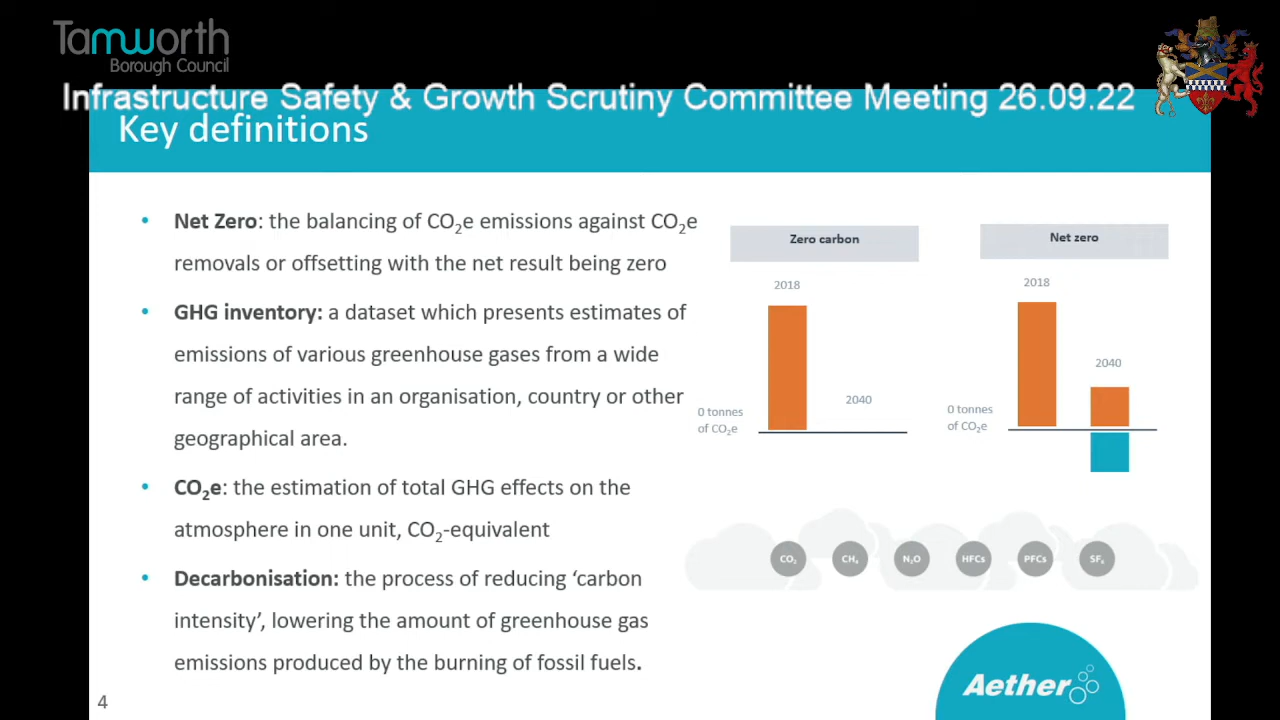 Tamworth
Borough Council
Infrastructure Safety & Growth Scrutiny Committee Meeting 26.09.22
Key definitions
• Net Zero: the balancing of CO₂e emissions against CO₂e
removals or offsetting with the net result being zero
• GHG inventory: a dataset which presents estimates of
emissions of various greenhouse gases from a wide
range of activities in an organisation, country or other
geographical area.
• CO₂e: the estimation of total GHG effects on the
atmosphere in one unit, CO₂-equivalent
• Decarbonisation: the process of reducing ‘carbon
intensity’, lowering the amount of greenhouse gas
emissions produced by the burning of fossil fuels.
Zero carbon
2018
2040
0 tonnes
of CO₂e
Net zero
2018
2040
0 tonnes
of CO₂e
CO₂ CH₄ N₂O HFCs PFCs SF₆
Aether
4